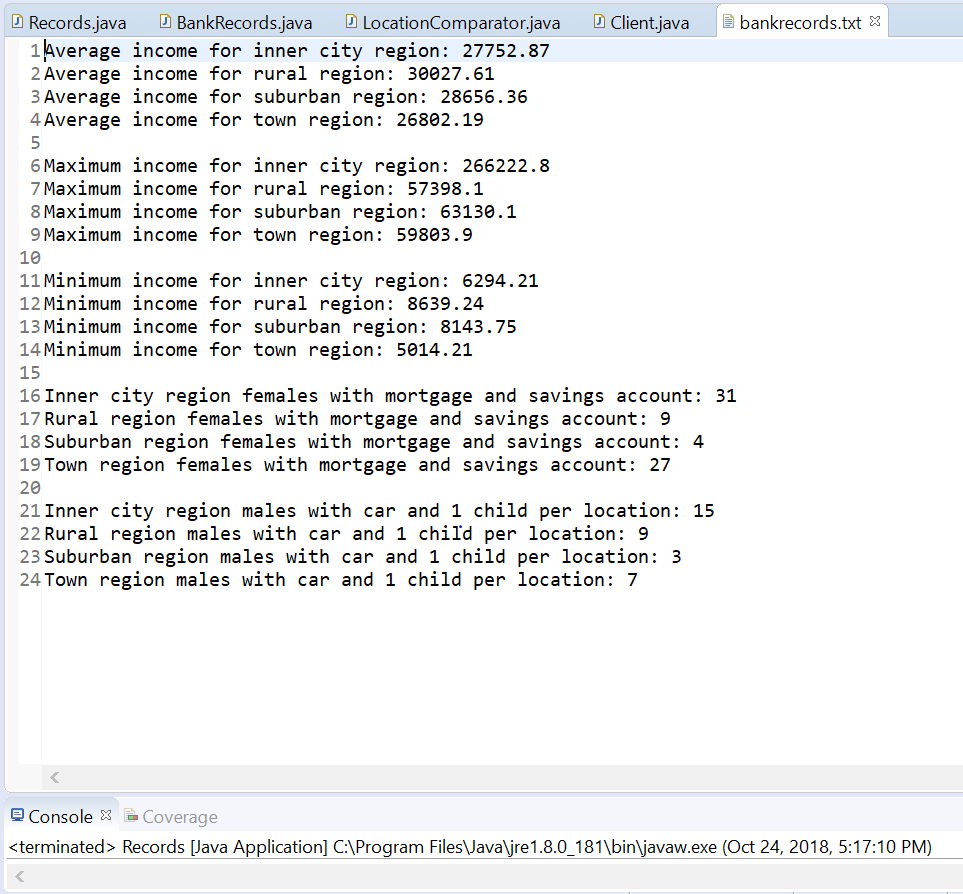 Records.java BankRecords.java LocationComparator.java Client.java bankrecords.txt
1 Average income for inner city region: 27752.87
2 Average income for rural region: 30027.61
3 Average income for suburban region: 28656.36
4 Average income for town region: 26802.19
5
6 Maximum income for inner city region: 266222.8
7 Maximum income for rural region: 57398.1
8 Maximum income for suburban region: 63130.1
9 Maximum income for town region: 59803.9
10
11 Minimum income for inner city region: 6294.21
12 Minimum income for rural region: 8639.24
13 Minimum income for suburban region: 8143.75
14 Minimum income for town region: 5014.21
15
16 Inner city region females with mortgage and savings account: 31
17 Rural region females with mortgage and savings account: 9
18 Suburban region females with mortgage and savings account: 4
19 Town region females with mortgage and savings account: 27
20
21 Inner city region males with car and 1 child per location: 15
22 Rural region males with car and 1 child per location: 9
23 Suburban region males with car and 1 child per location: 3
24 Town region males with car and 1 child per location: 7
Console Coverage
<terminated> Records [Java Application] C:\Program Files\Java\jre1.8.0_181\bin\javaw.exe (Oct 24, 2018, 5:17:10 PM)